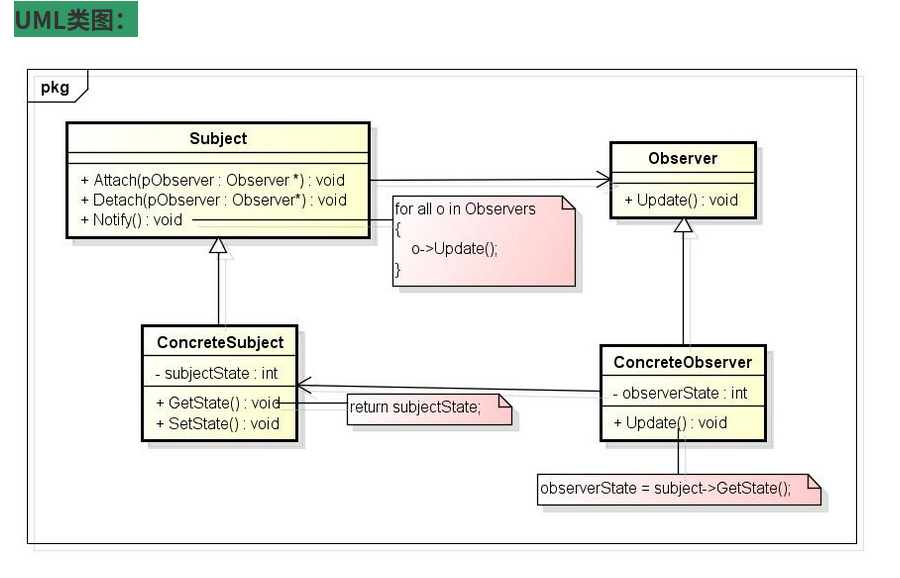 UML类图：
pkg
Subject
+ Attach(pObserver : Observer *) : void
+ Detach(pObserver : Observer*) : void
+ Notify() : void
for all o in Observers
{
o->Update();
}
Observer
+ Update() : void
ConcreteSubject
- subjectState : int
+ GetState() : void
+ SetState() : void
return subjectState;
ConcreteObserver
- observerState : int
+ Update() : void
observerState = subject->GetState();